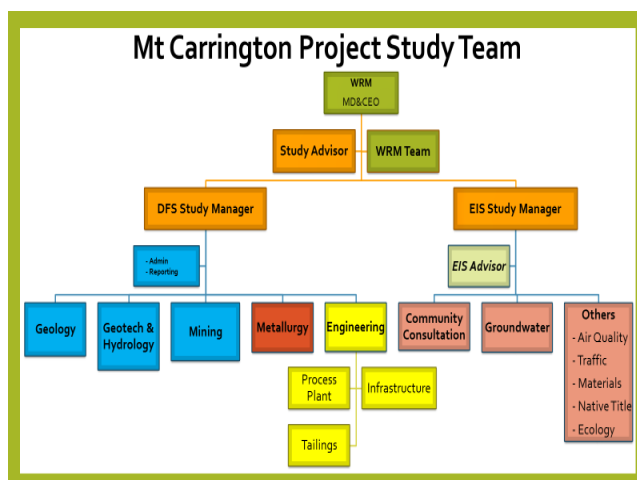 Mt Carrington Project Study Team
WRM
MD&CEO
Study Advisor
WRM Team
DFS Study Manager
EIS Study Manager
- Admin
- Reporting
EIS Advisor
Geology
Geotech &
Hydrology
Mining
Metallurgy
Engineering
Community
Consultation
Groundwater
Others
- Air Quality
- Traffic
- Materials
- Native Title
- Ecology
Process
Plant
Infrastructure
Tailings